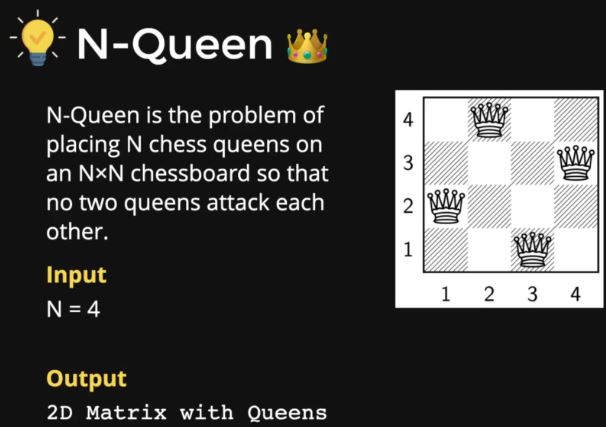 N-Queen
N-Queen is the problem of
placing N chess queens on
an N×N chessboard so that
no two queens attack each
other.
Input
N = 4
Output
2D Matrix with Queens
4
3
2
1
1 2 3 4